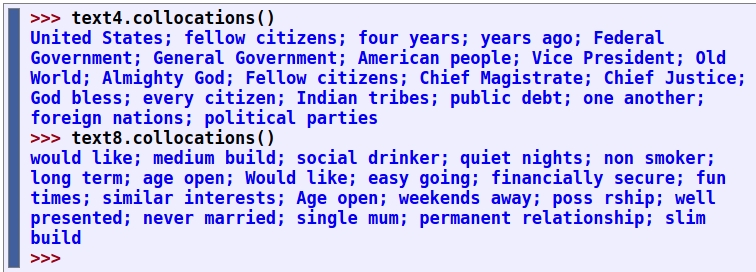 >>> text4.collocations()
United States; fellow citizens; four years; years ago; Federal
Government; General Government; American people; Vice President; Old
World; Almighty God; Fellow citizens; Chief Magistrate; Chief Justice;
God bless; every citizen; Indian tribes; public debt; one another;
foreign nations; political parties
>>> text8.collocations()
would like; medium build; social drinker; quiet nights; non smoker;
long term; age open; Would like; easy going; financially secure; fun
times; similar interests; Age open; weekends away; poss rship; well
presented; never married; single mum; permanent relationship; slim
build
>>>